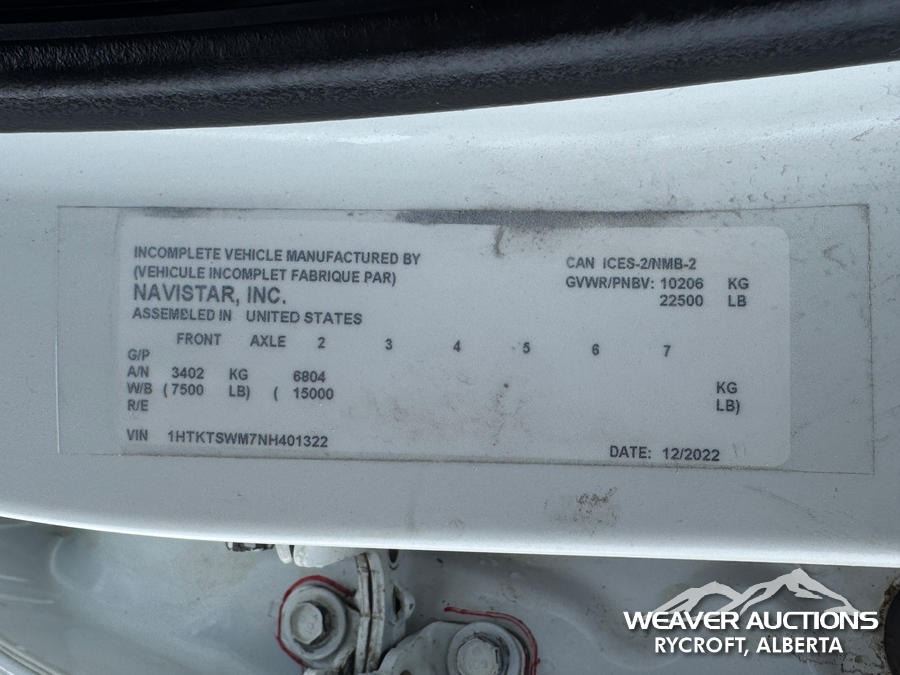 INCOMPLETE VEHICLE MANUFACTURED BY
(VEHICULE INCOMPLET FABRIQUE PAR)
NAVISTAR, INC.
ASSEMBLED IN UNITED STATES
CAN ICES-2/NMB-2
GVWR/PNBV: 10206 KG
22500 LB
FRONT AXLE 2 3 4 5 6 7
G/P
A/N 3402 KG 6804 KG
W/B (7500 LB) ( 15000 LB)
R/E
VIN 1HTKTSWM7NH401322
DATE: 12/2022
WEAVER AUCTIONS
RYCROFT, ALBERTA